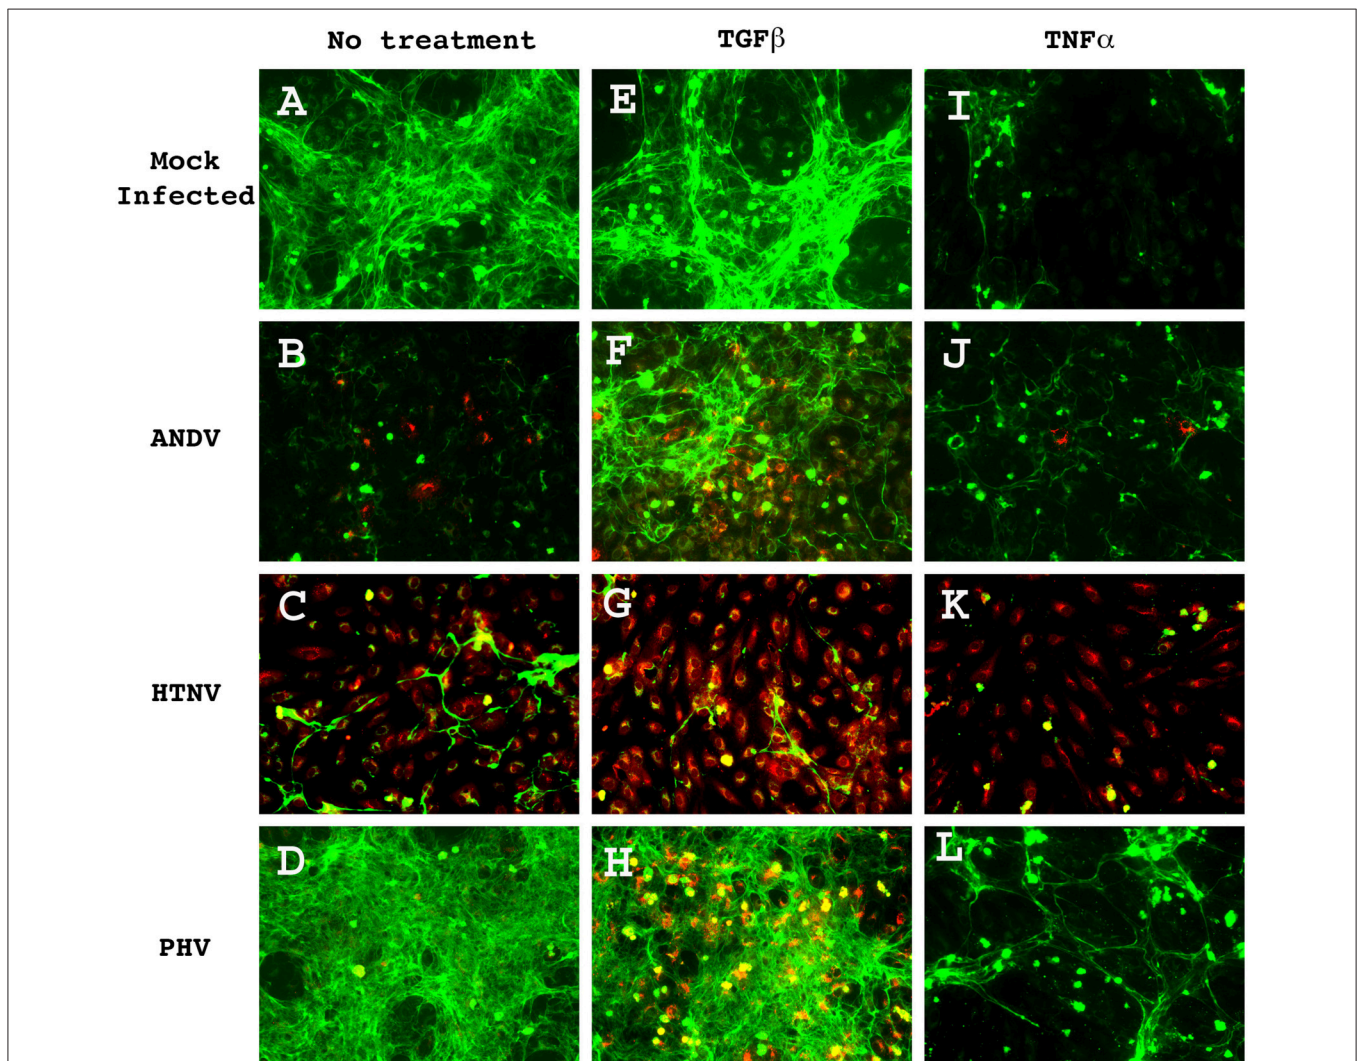 No treatment TGFβ TNFα
Mock
Infected
A E I
ANDV
B F J
HTNV
C G K
PHV
D H L